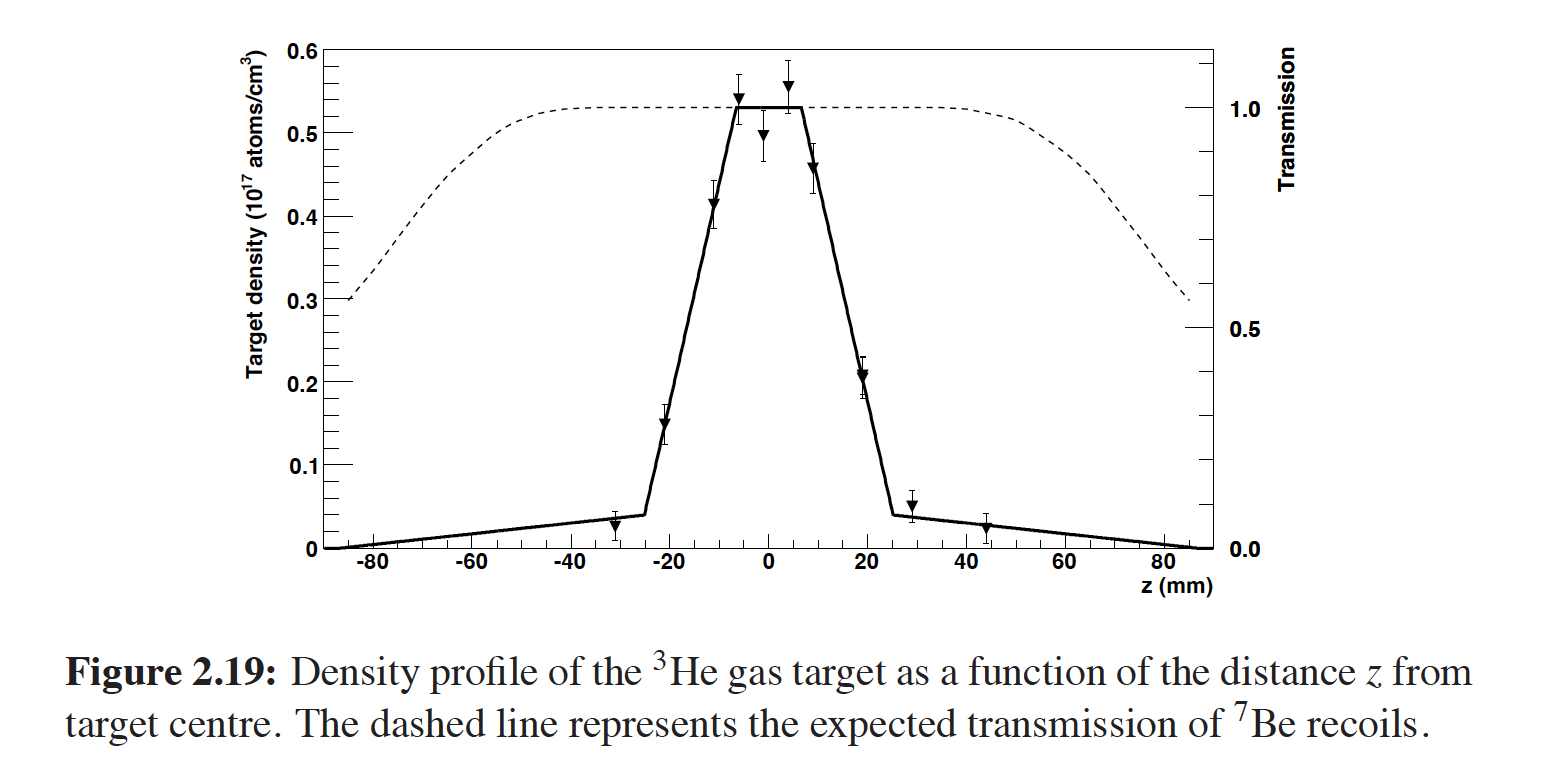 Target density (10¹⁷ atoms/cm³)
0.6
0.5
0.4
0.3
0.2
0.1
0
Transmission
1.0
0.5
0.0
-80 -60 -40 -20 0 20 40 60 80
z (mm)
Figure 2.19: Density profile of the ³He gas target as a function of the distance z from
target centre. The dashed line represents the expected transmission of ⁷Be recoils.